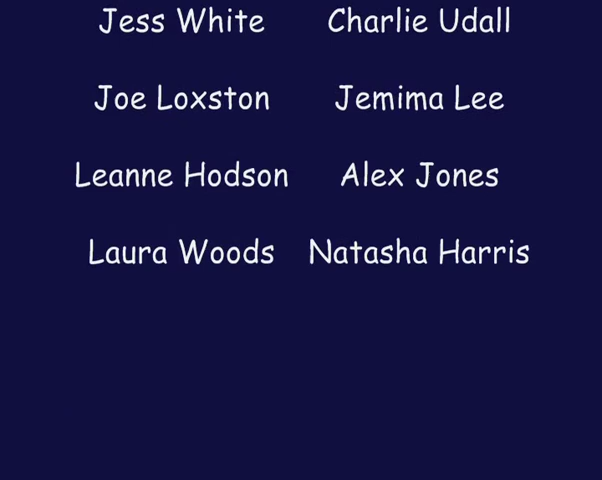 Jess White Charlie Udall
Joe Loxston Jemima Lee
Leanne Hodson Alex Jones
Laura Woods Natasha Harris